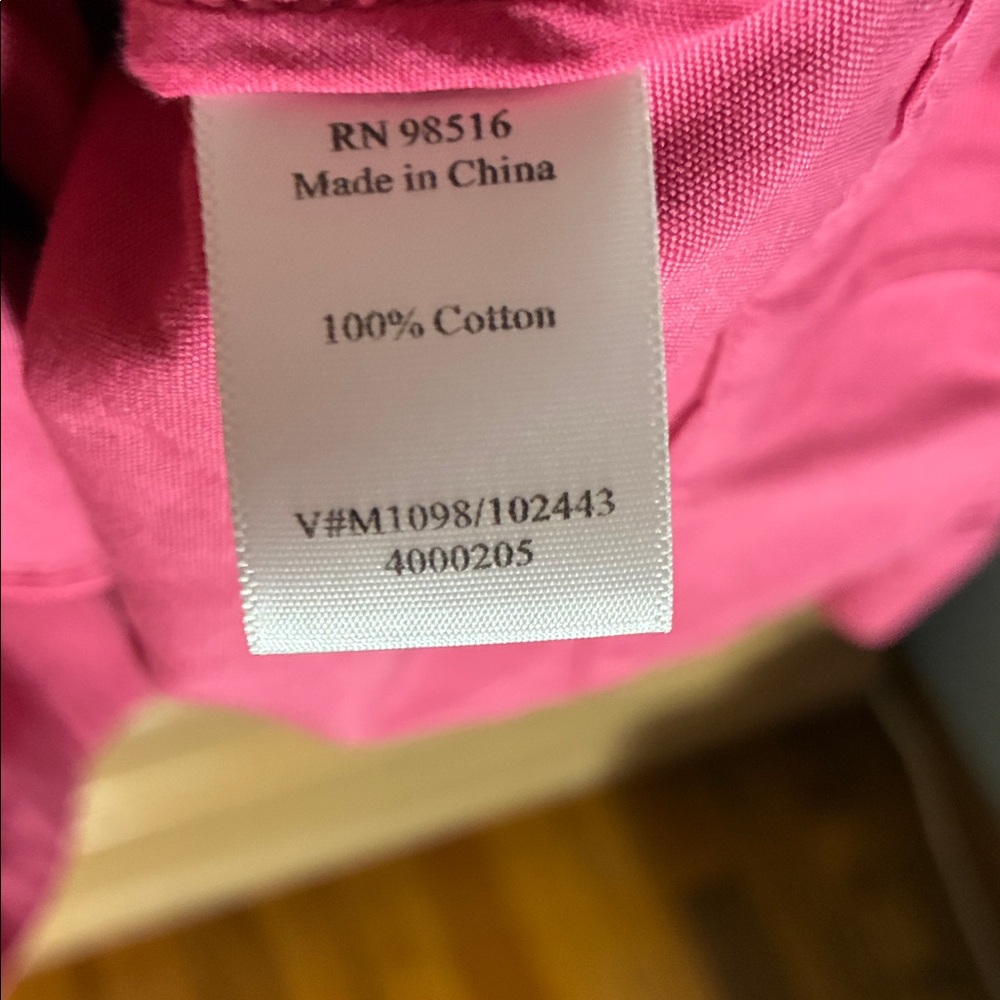 RN 98516
Made in China
100% Cotton
V#M1098/102443
4000205